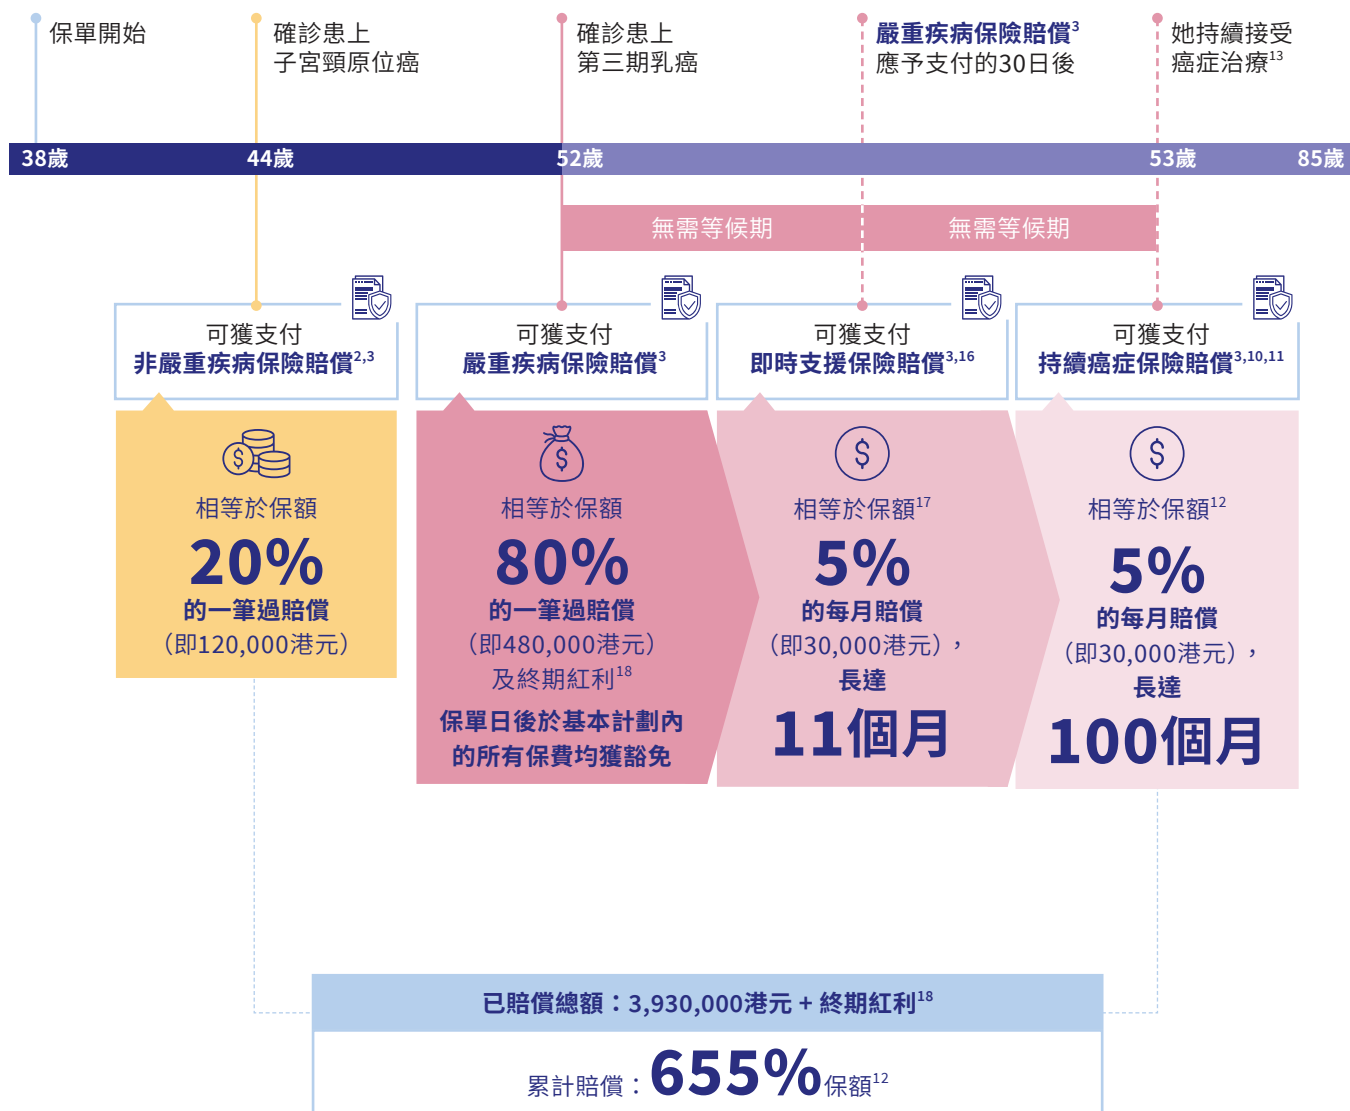 保單開始
確診患上
子宮頸原位癌
確診患上
第三期乳癌
嚴重疾病保險賠償3
應予支付的30日後
她持續接受
癌症治療13
38歲
44歲
52歲
53歲
85歲
無需等候期
無需等候期
可獲支付
非嚴重疾病保險賠償2,3
可獲支付
嚴重疾病保險賠償3
可獲支付
即時支援保險賠償3,16
可獲支付
持續癌症保險賠償3,10,11
相等於保額
20%
的一筆過賠償
（即120,000港元）
相等於保額
80%
的一筆過賠償
（即480,000港元）
及終期紅利18
保單日後於基本計劃內
的所有保費均獲豁免
相等於保額17
5%
的每月賠償
（即30,000港元），
長達
11個月
相等於保額12
5%
的每月賠償
（即30,000港元），
長達
100個月
已賠償總額：3,930,000港元 + 終期紅利18
累計賠償：655%保額12